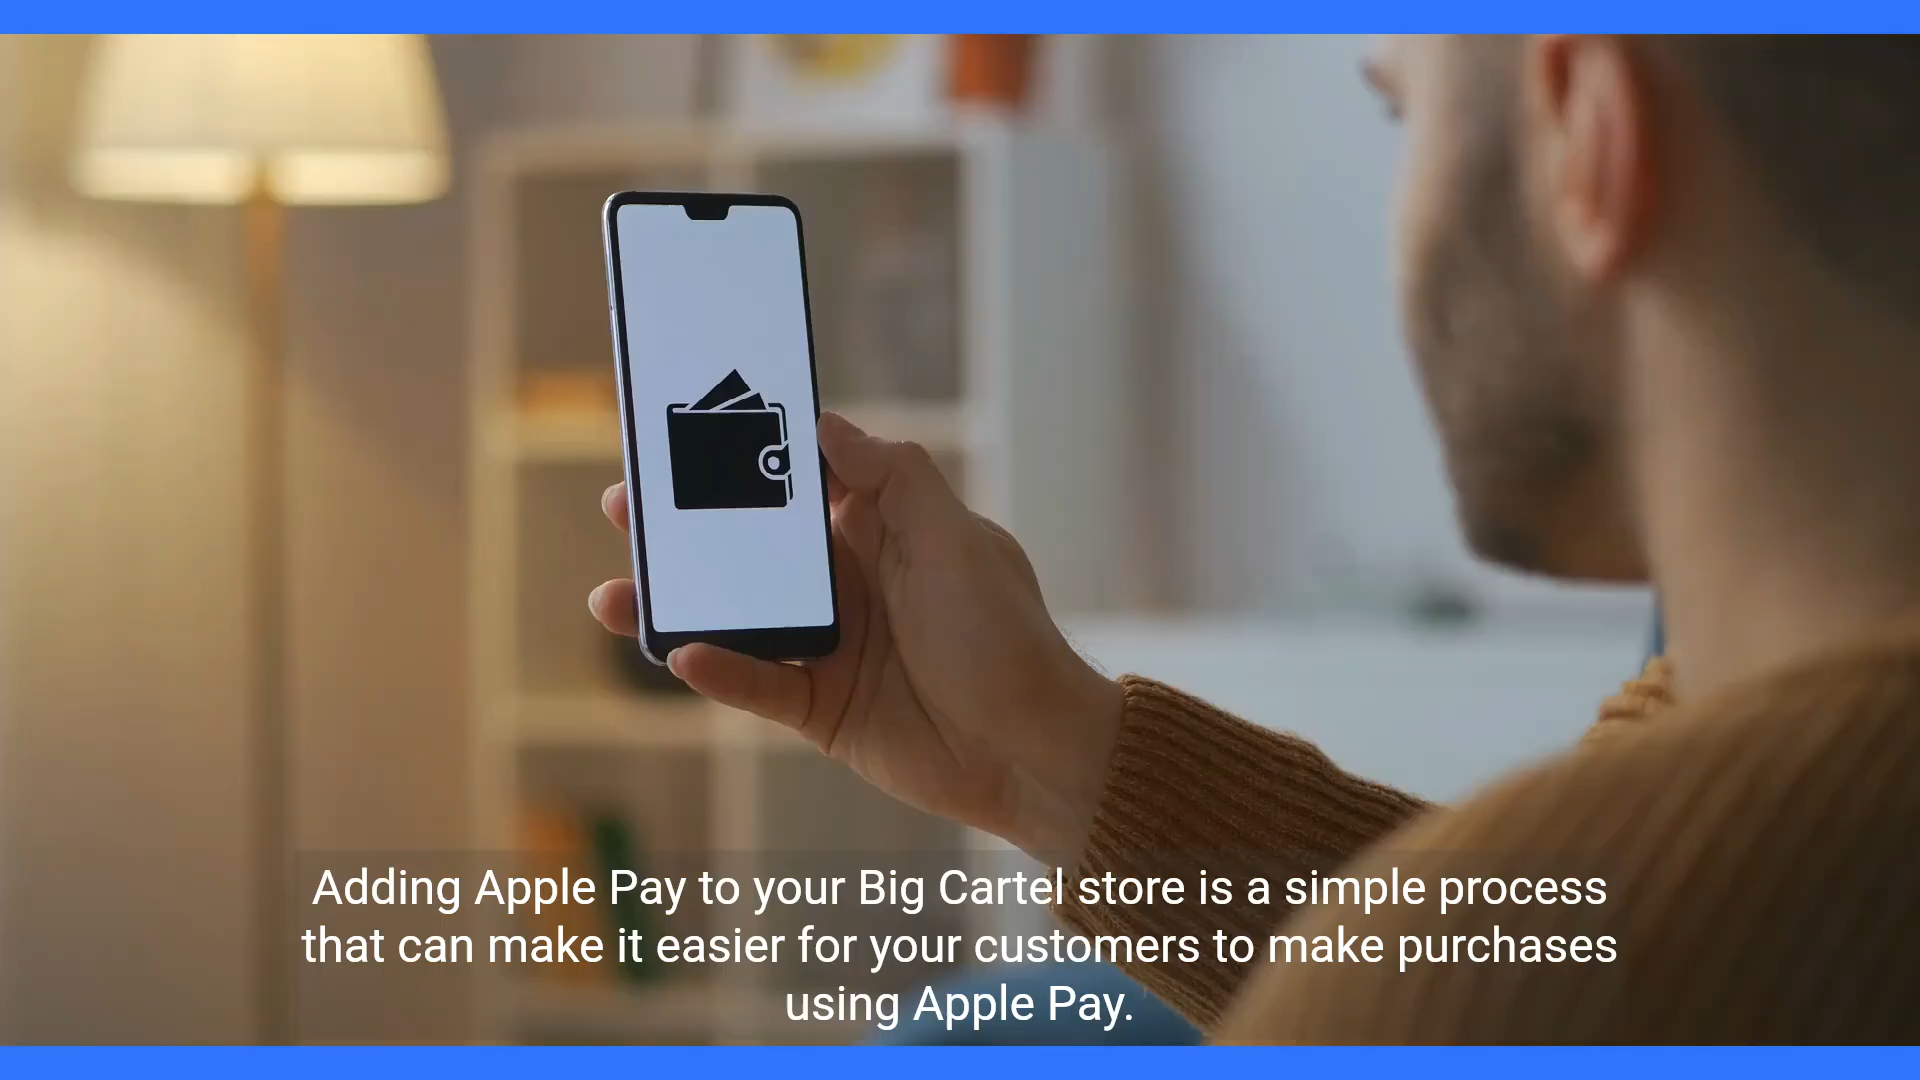 Adding Apple Pay to your Big Cartel store is a simple process
that can make it easier for your customers to make purchases
using Apple Pay.